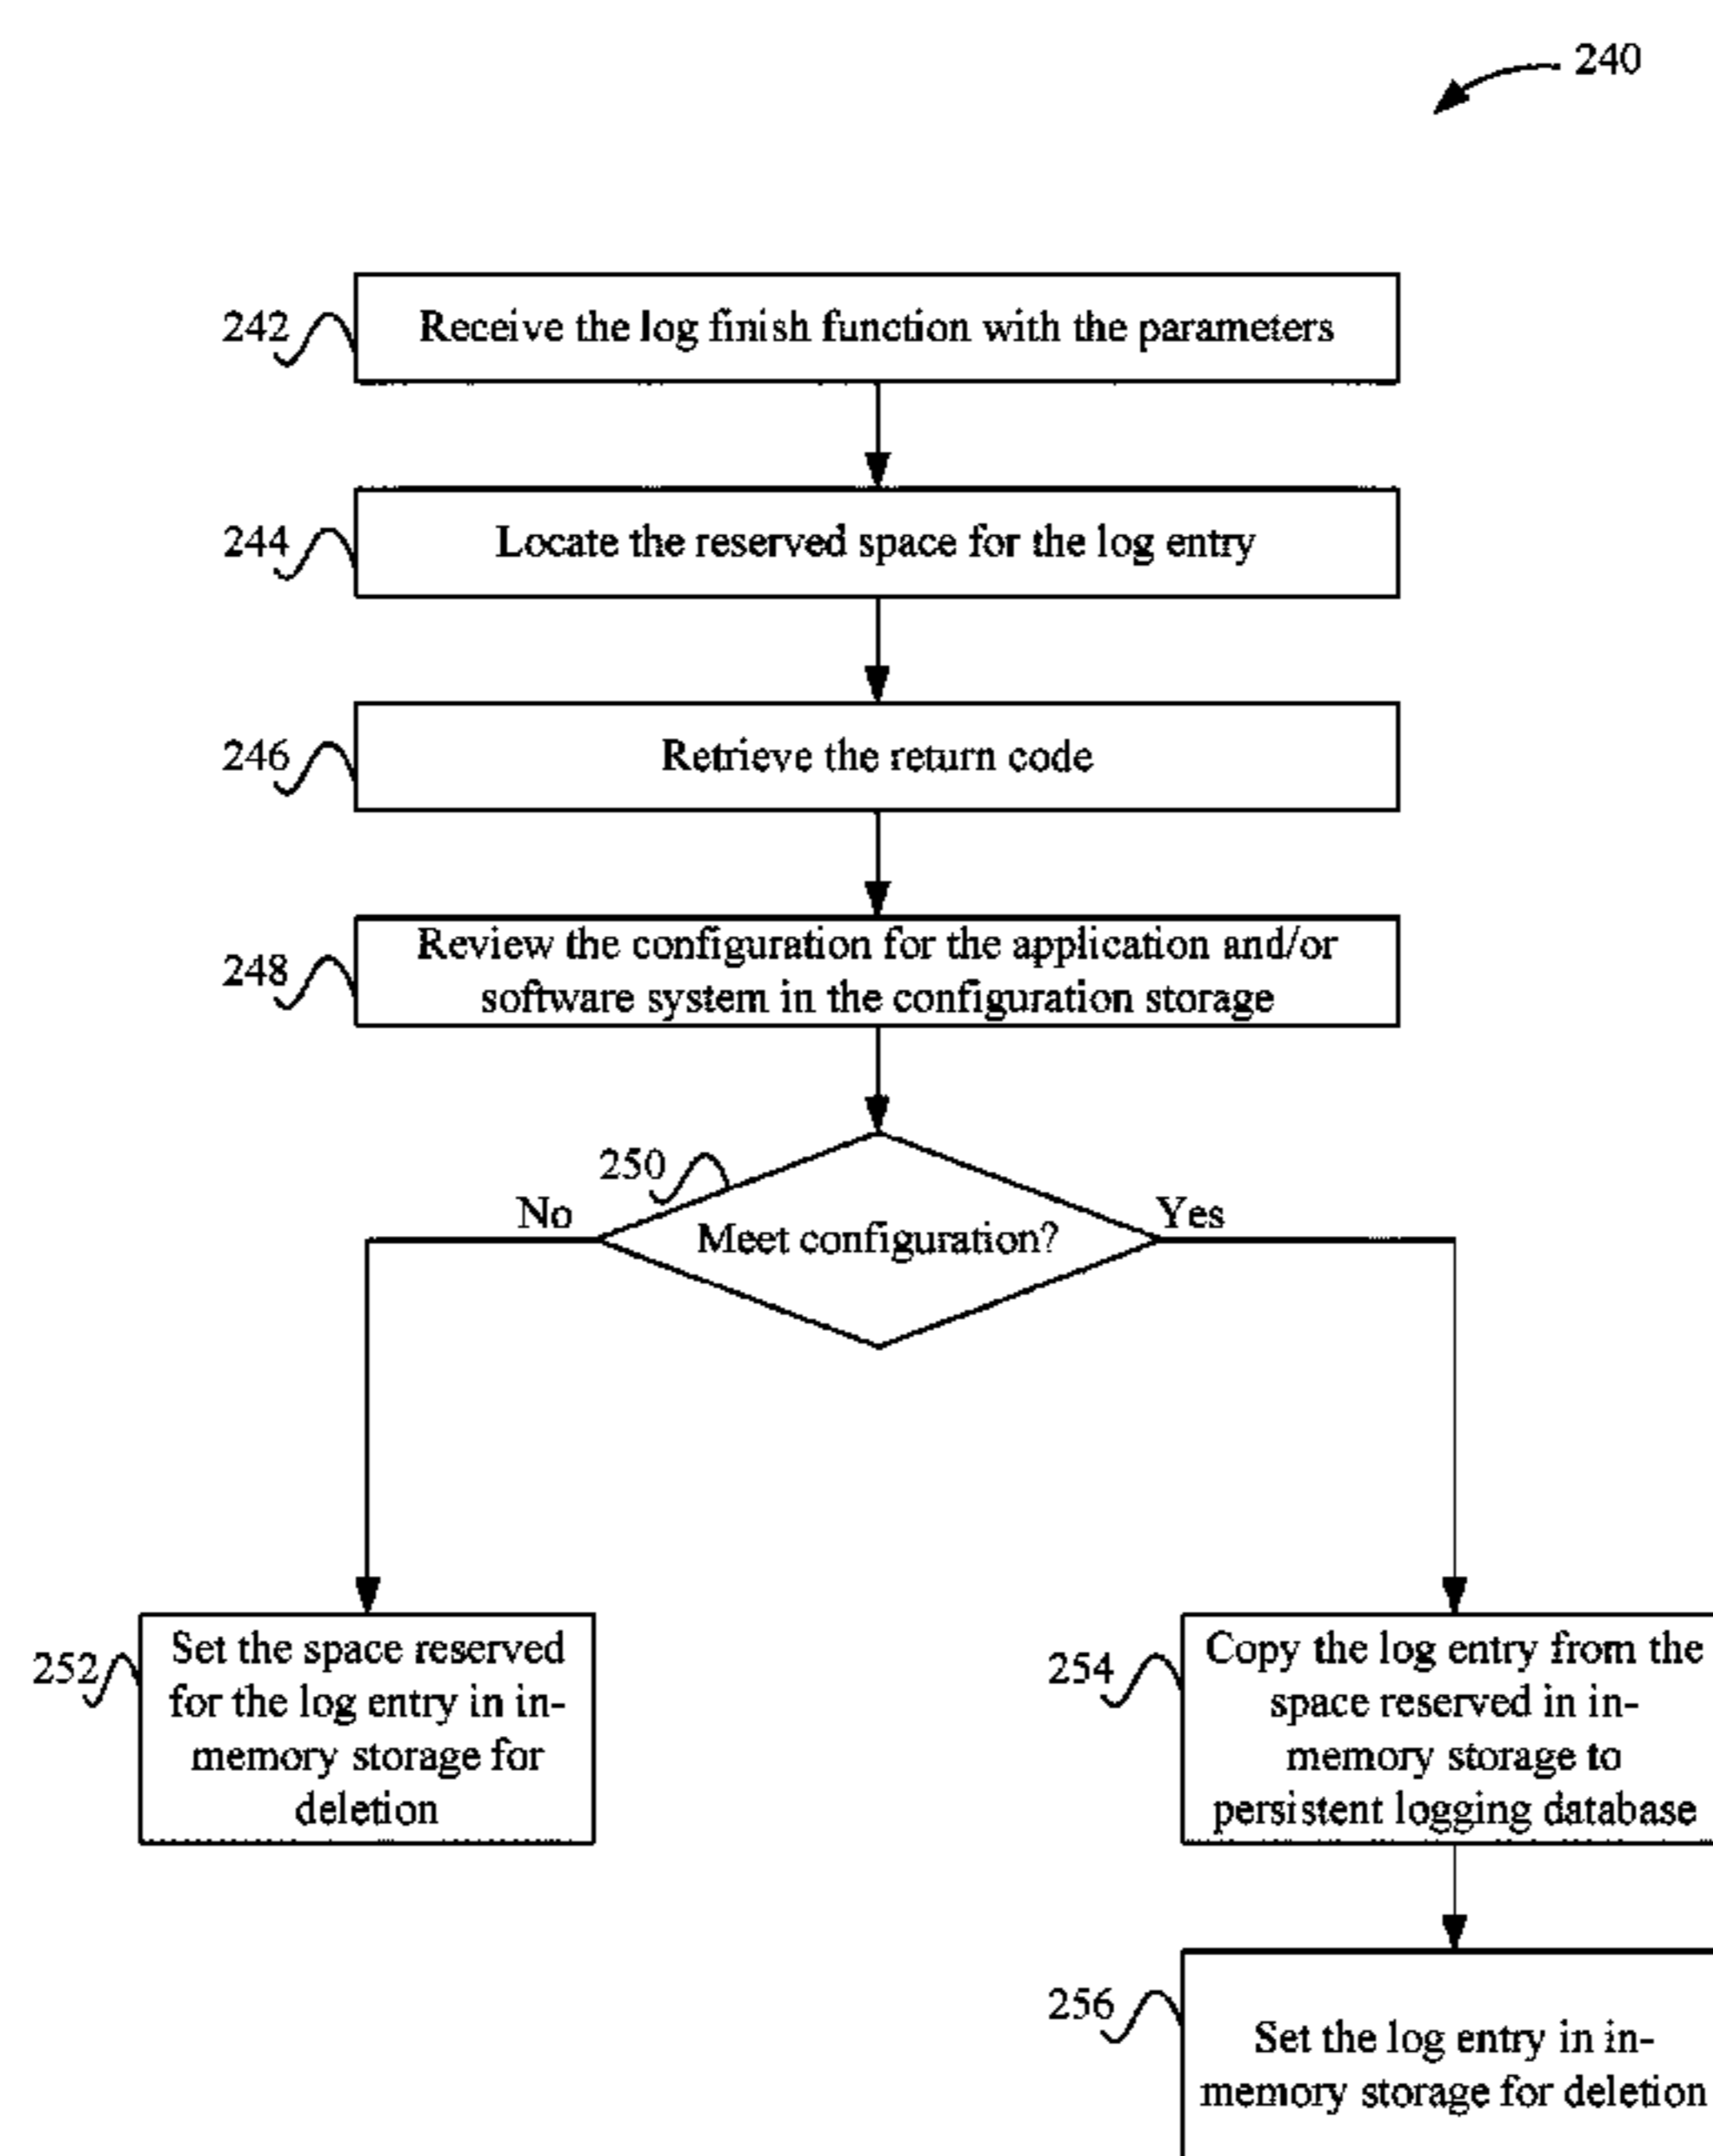 240
242
Receive the log finish function with the parameters
244
Locate the reserved space for the log entry
246
Retrieve the return code
248
Review the configuration for the application and/or
software system in the configuration storage
250
No
Meet configuration?
Yes
252
Set the space reserved
for the log entry in in-
memory storage for
deletion
254
Copy the log entry from the
space reserved in in-
memory storage to
persistent logging database
256
Set the log entry in in-
memory storage for deletion